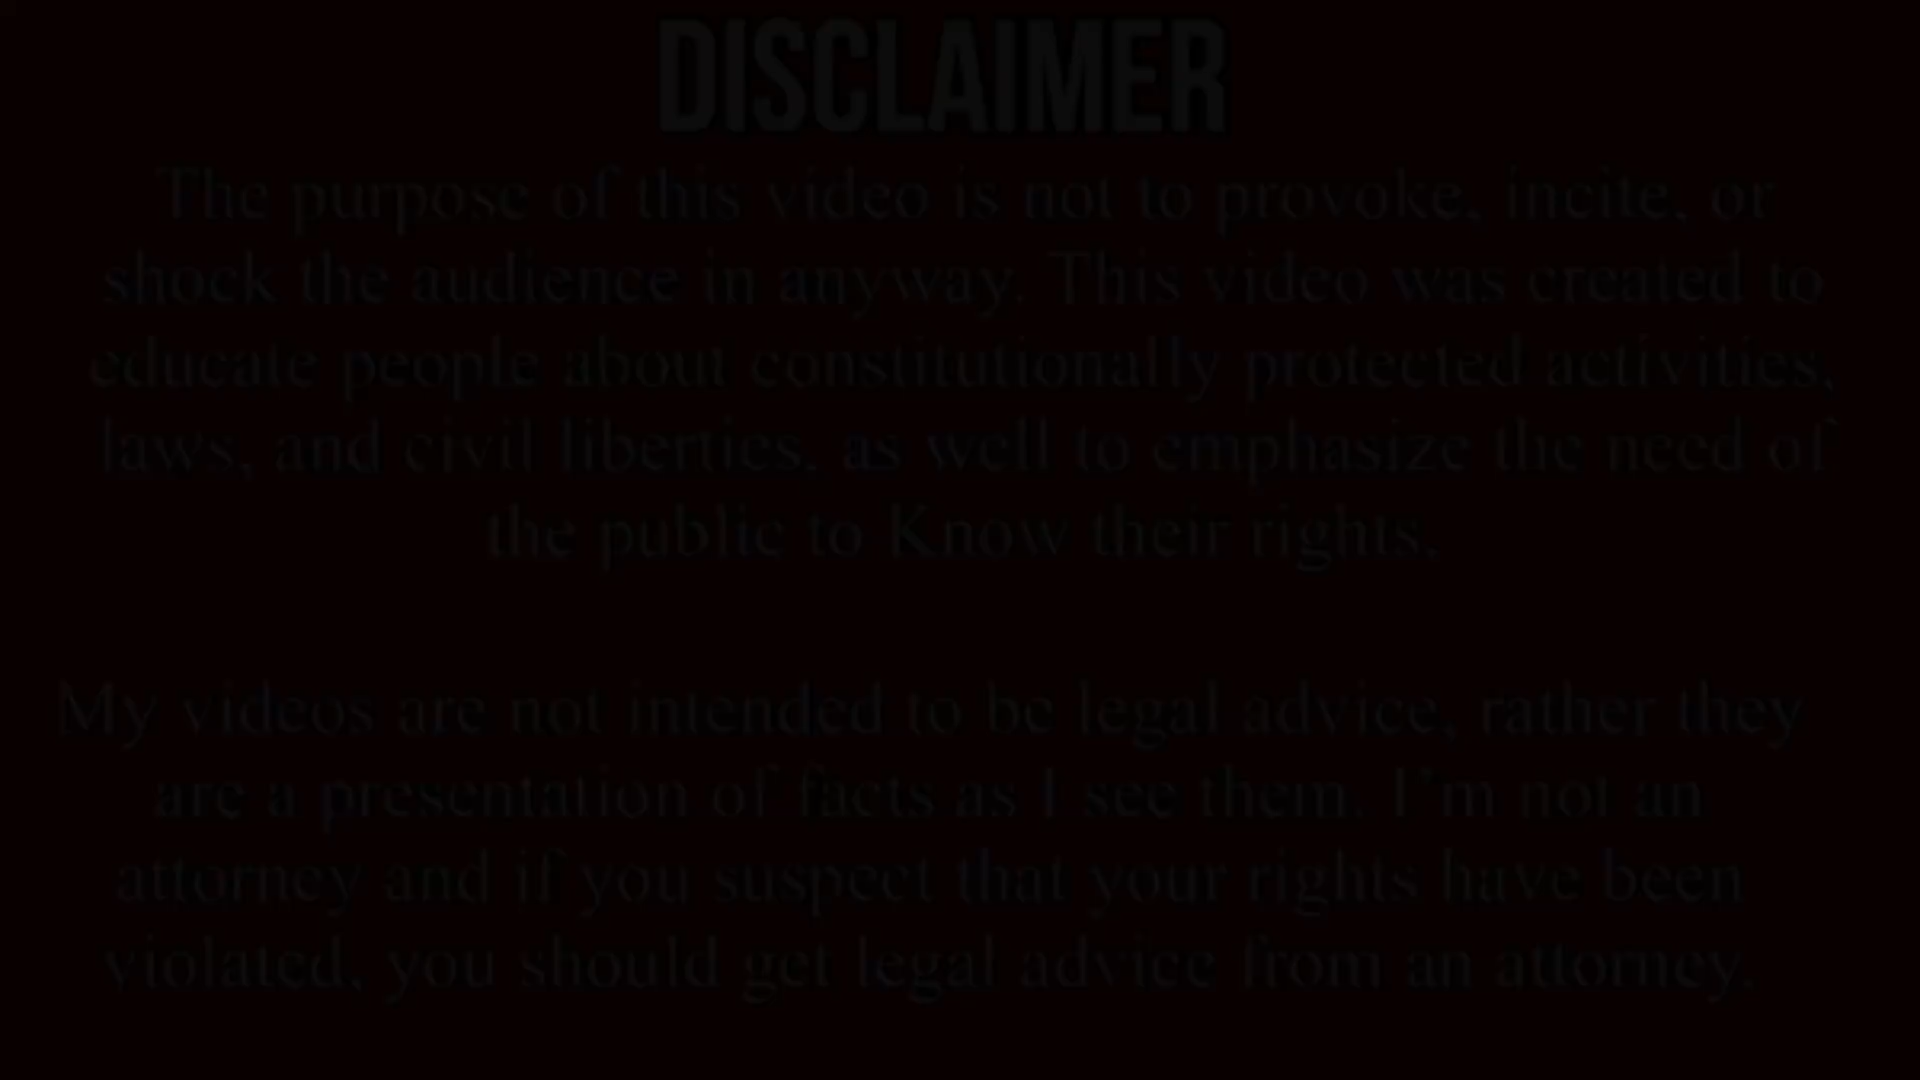 DISCLAIMER
The purpose of this video is not to provoke, incite, or
shock the audience in anyway. This video was created to
educate people about constitutionally protected activities,
laws, and civil liberties, as well to emphasize the need of
the public to Know their rights.
My videos are not intended to be legal advice, rather they
are a presentation of facts as I see them. I'm not an
attorney and if you suspect that your rights have been
violated, you should get legal advice from an attorney.